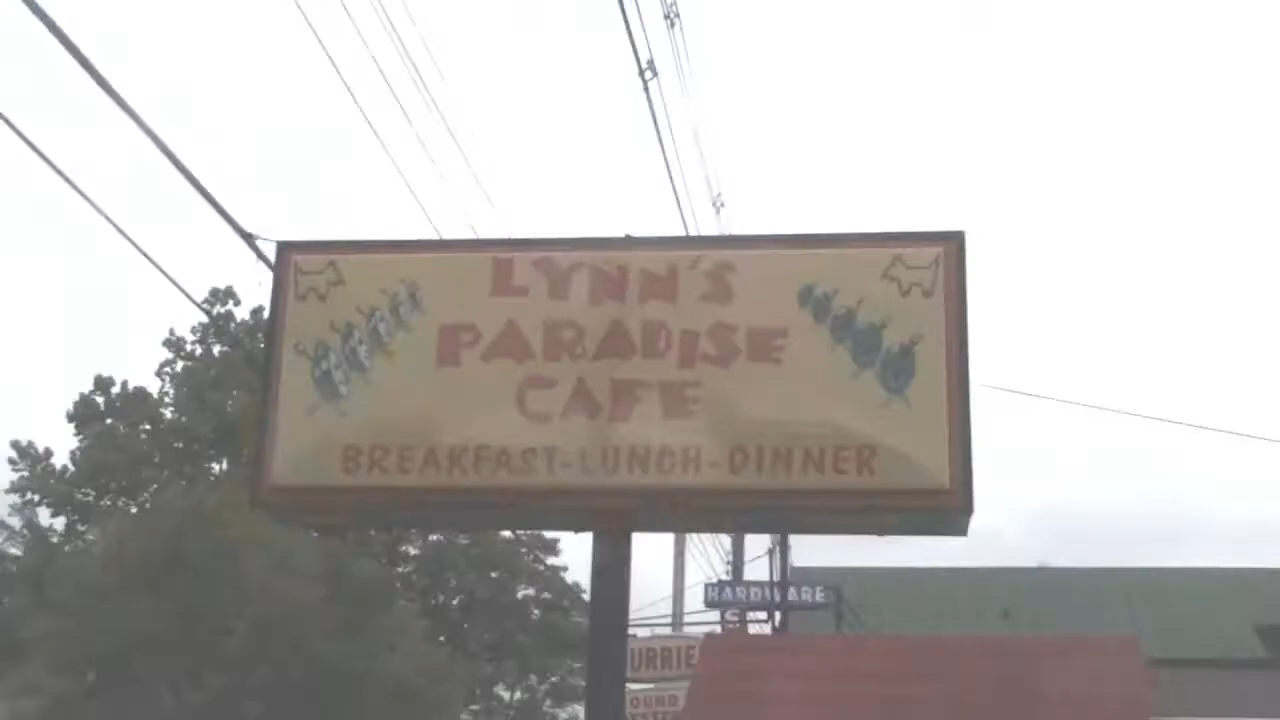 LYNN'S
PARADISE
CAFE
BREAKFAST-LUNCH-DINNER
HARDWARE
URRIE
OUND